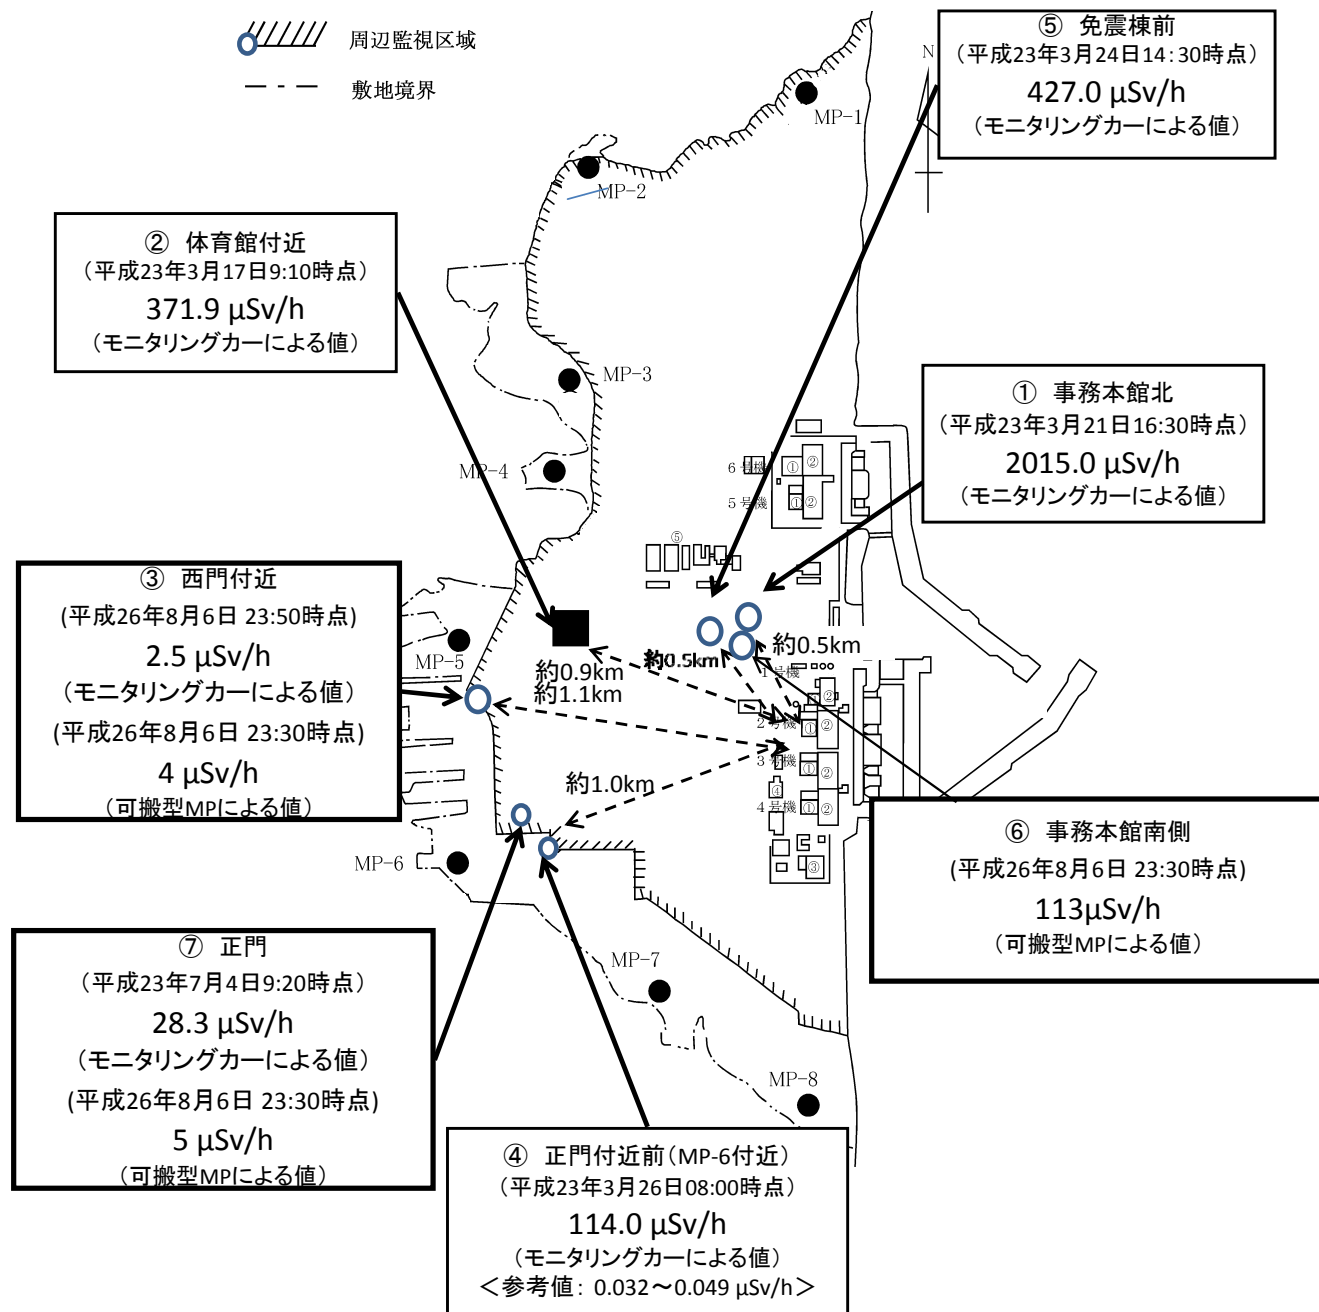 周辺監視区域
敷地境界
⑤ 免震棟前
(平成23年3月24日14:30時点)
427.0 μSv/h
(モニタリングカーによる値)
N
MP-1
MP-2
② 体育館付近
(平成23年3月17日9:10時点)
371.9 μSv/h
(モニタリングカーによる値)
MP-3
MP-4
① 事務本館北
(平成23年3月21日16:30時点)
2015.0 μSv/h
(モニタリングカーによる値)
6号機
① ②
5号機
① ②
⑤
③ 西門付近
(平成26年8月6日 23:50時点)
2.5 μSv/h
(モニタリングカーによる値)
(平成26年8月6日 23:30時点)
4 μSv/h
(可搬型MPによる値)
MP-5
約0.9km
約1.1km
約0.5km
約0.5km
1号機
②
2号機
① ②
3号機
① ②
④
4号機
① ②
③
約1.0km
MP-6
⑥ 事務本館南側
(平成26年8月6日 23:30時点)
113μSv/h
(可搬型MPによる値)
⑦ 正門
(平成23年7月4日9:20時点)
28.3 μSv/h
(モニタリングカーによる値)
(平成26年8月6日 23:30時点)
5 μSv/h
(可搬型MPによる値)
MP-7
MP-8
④ 正門付近前(MP-6付近)
(平成23年3月26日08:00時点)
114.0 μSv/h
(モニタリングカーによる値)
<参考値: 0.032~0.049 μSv/h>